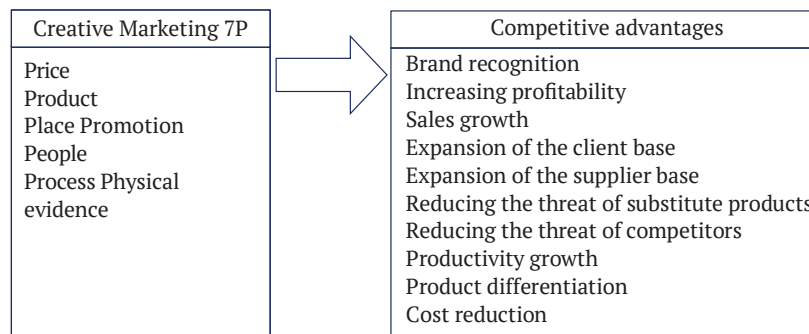 Creative Marketing 7P
Price
Product
Place Promotion
People
Process Physical
evidence
Competitive advantages
Brand recognition
Increasing profitability
Sales growth
Expansion of the client base
Expansion of the supplier base
Reducing the threat of substitute products
Reducing the threat of competitors
Productivity growth
Product differentiation
Cost reduction